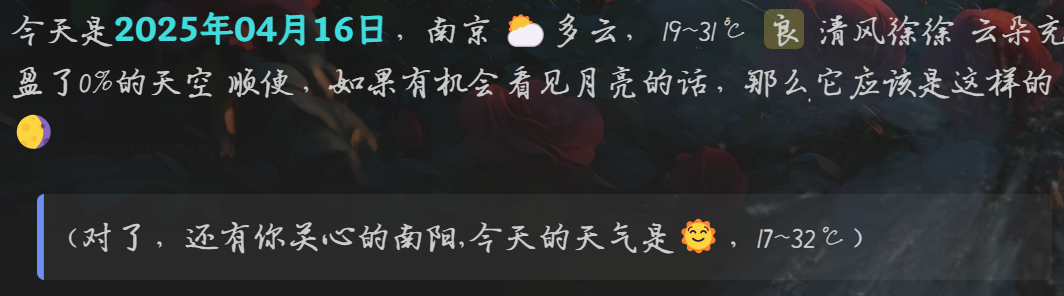 今天是2025年04月16日，南京 ⛅ 多云， 19~31℃ 良 清风徐徐 云朵充
盈了0%的天空 顺便，如果有机会看见月亮的话，那么它应该是这样的
🌖
（对了，还有你关心的南阳,今天的天气是🌞，17~32℃）